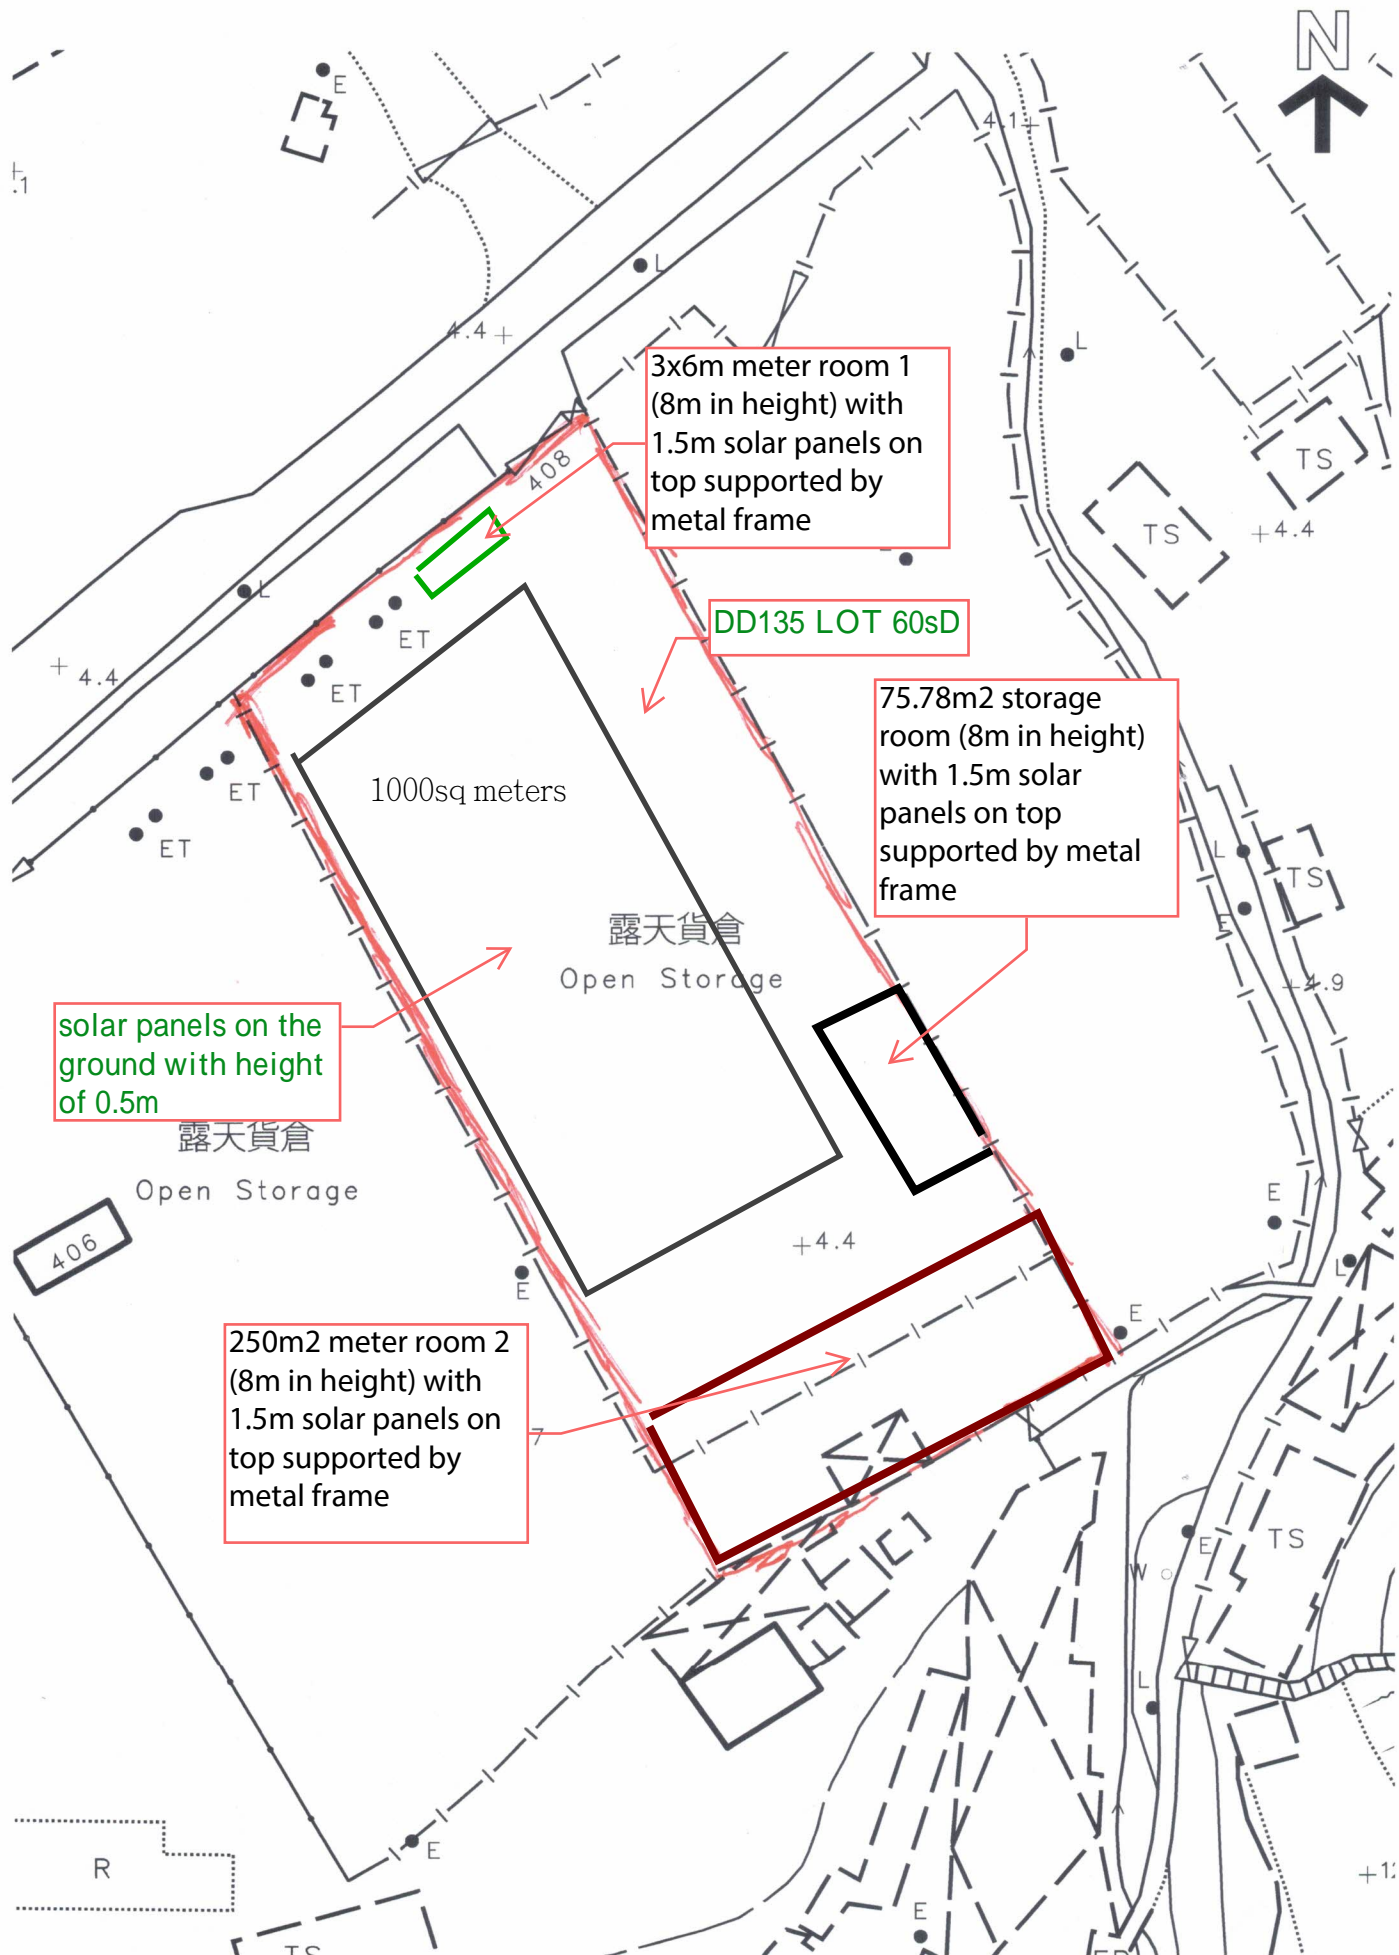 N
E
4.1
.1
L
4.4
L
3x6m meter room 1
(8m in height) with
1.5m solar panels on
top supported by
metal frame
TS
408
TS
4.4
L
DD135 LOT 60sD
ET
4.4
ET
75.78m2 storage
room (8m in height)
with 1.5m solar
panels on top
supported by metal
frame
1000sq meters
ET
ET
L
TS
E
露天貨倉
Open Storage
4.9
solar panels on the
ground with height
of 0.5m
露天貨倉
Open Storage
E
406
4.4
L
E
E
250m2 meter room 2
(8m in height) with
1.5m solar panels on
top supported by
metal frame
7
E
TS
W
L
E
R
E
TS